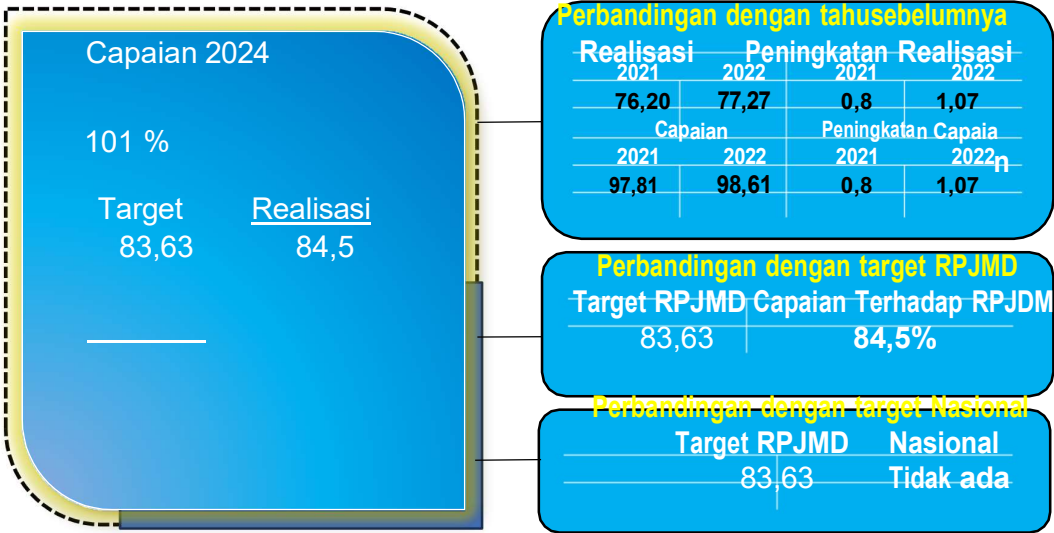 Capaian 2024
101 %
Target Realisasi
83,63 84,5
Perbandingan dengan tahusebelumnya
Realisasi Peningkatan Realisasi
2021 2022 2021 2022
76,20 77,27 0,8 1,07
Capaian Peningkatan Capaian
2021 2022 2021 2022
97,81 98,61 0,8 1,07
Perbandingan dengan target RPJMD
Target RPJMD Capaian Terhadap RPJDM
83,63 84,5%
Perbandingan dengan target Nasional
Target RPJMD Nasional
83,63 Tidak ada